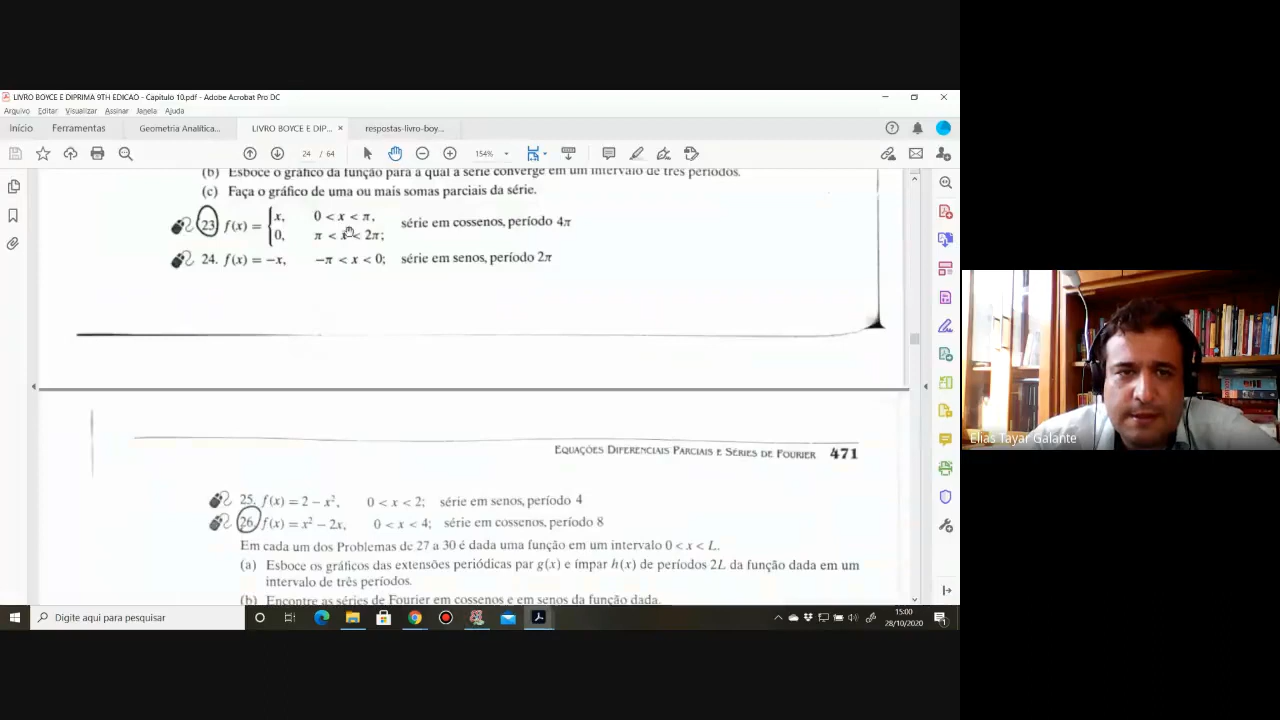 LIVRO BOYCE E DIPRIMA 9TH EDICAO - Capitulo 10.pdf - Adobe Acrobat Pro DC
Arquivo Editar Visualizar Assinar Janela Ajuda
Início Ferramentas Geometria Analític... LIVRO BOYCE E DIP... × respostas-livro-boy...
24 / 64 154%
(b) Esboce o gráfico da função para a qual a série converge em um intervalo de três períodos.
(c) Faça o gráfico de uma ou mais somas parciais da série.
23. f(x) = { x, 0 < x < π,
0, π < x < 2π; série em cossenos, período 4π
24. f(x) = −x, −π < x < 0; série em senos, período 2π
EQUAÇÕES DIFERENCIAIS PARCIAIS E SÉRIES DE FOURIER 471
25. f(x) = 2 − x², 0 < x < 2; série em senos, período 4
26. f(x) = x² − 2x, 0 < x < 4; série em cossenos, período 8
Em cada um dos Problemas de 27 a 30 é dada uma função em um intervalo 0 < x < L.
(a) Esboce os gráficos das extensões periódicas par g(x) e ímpar h(x) de períodos 2L da função dada em um
intervalo de três períodos.
(b) Encontre as séries de Fourier em cossenos e em senos da função dada.
Elias Tayar Galante
Digite aqui para pesquisar
15:00
28/10/2020